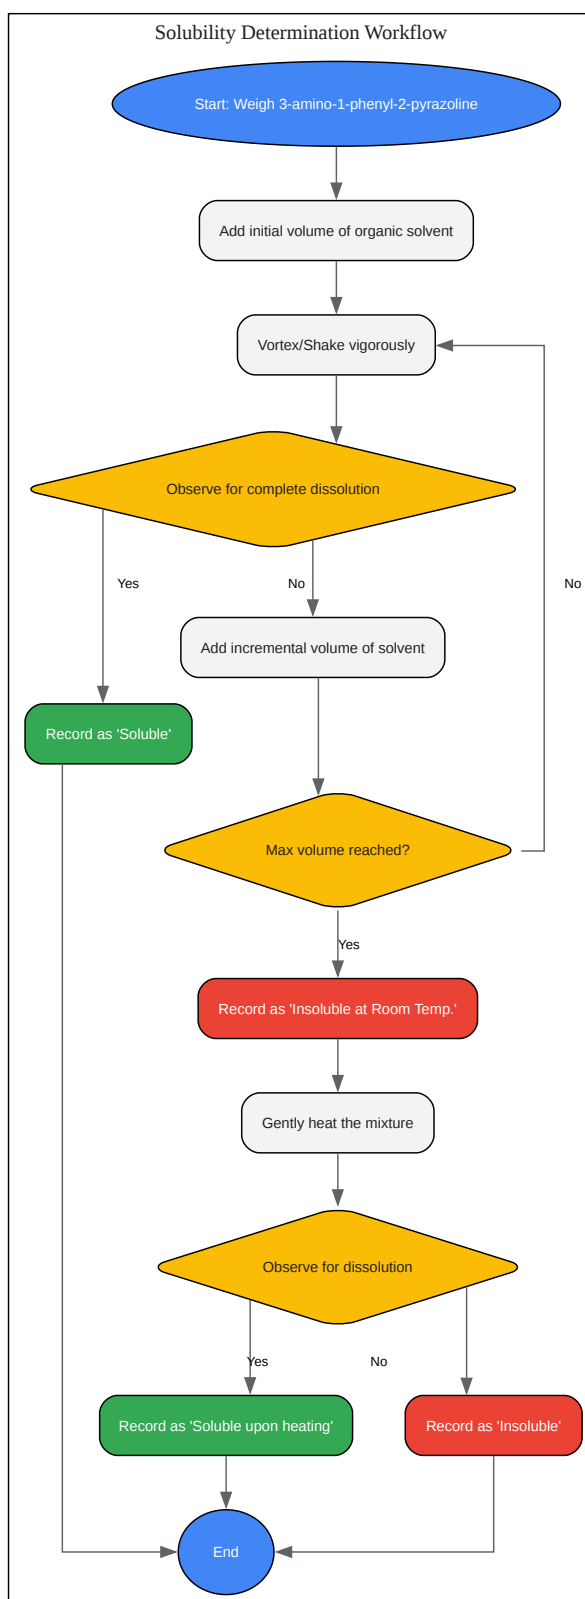 Solubility Determination Workflow
Start: Weigh 3-amino-1-phenyl-2-pyrazoline
Add initial volume of organic solvent
Vortex/Shake vigorously
Observe for complete dissolution
Yes
No
No
Add incremental volume of solvent
Record as 'Soluble'
Max volume reached?
Yes
Record as 'Insoluble at Room Temp.'
Gently heat the mixture
Observe for dissolution
Yes
No
Record as 'Soluble upon heating'
Record as 'Insoluble'
End